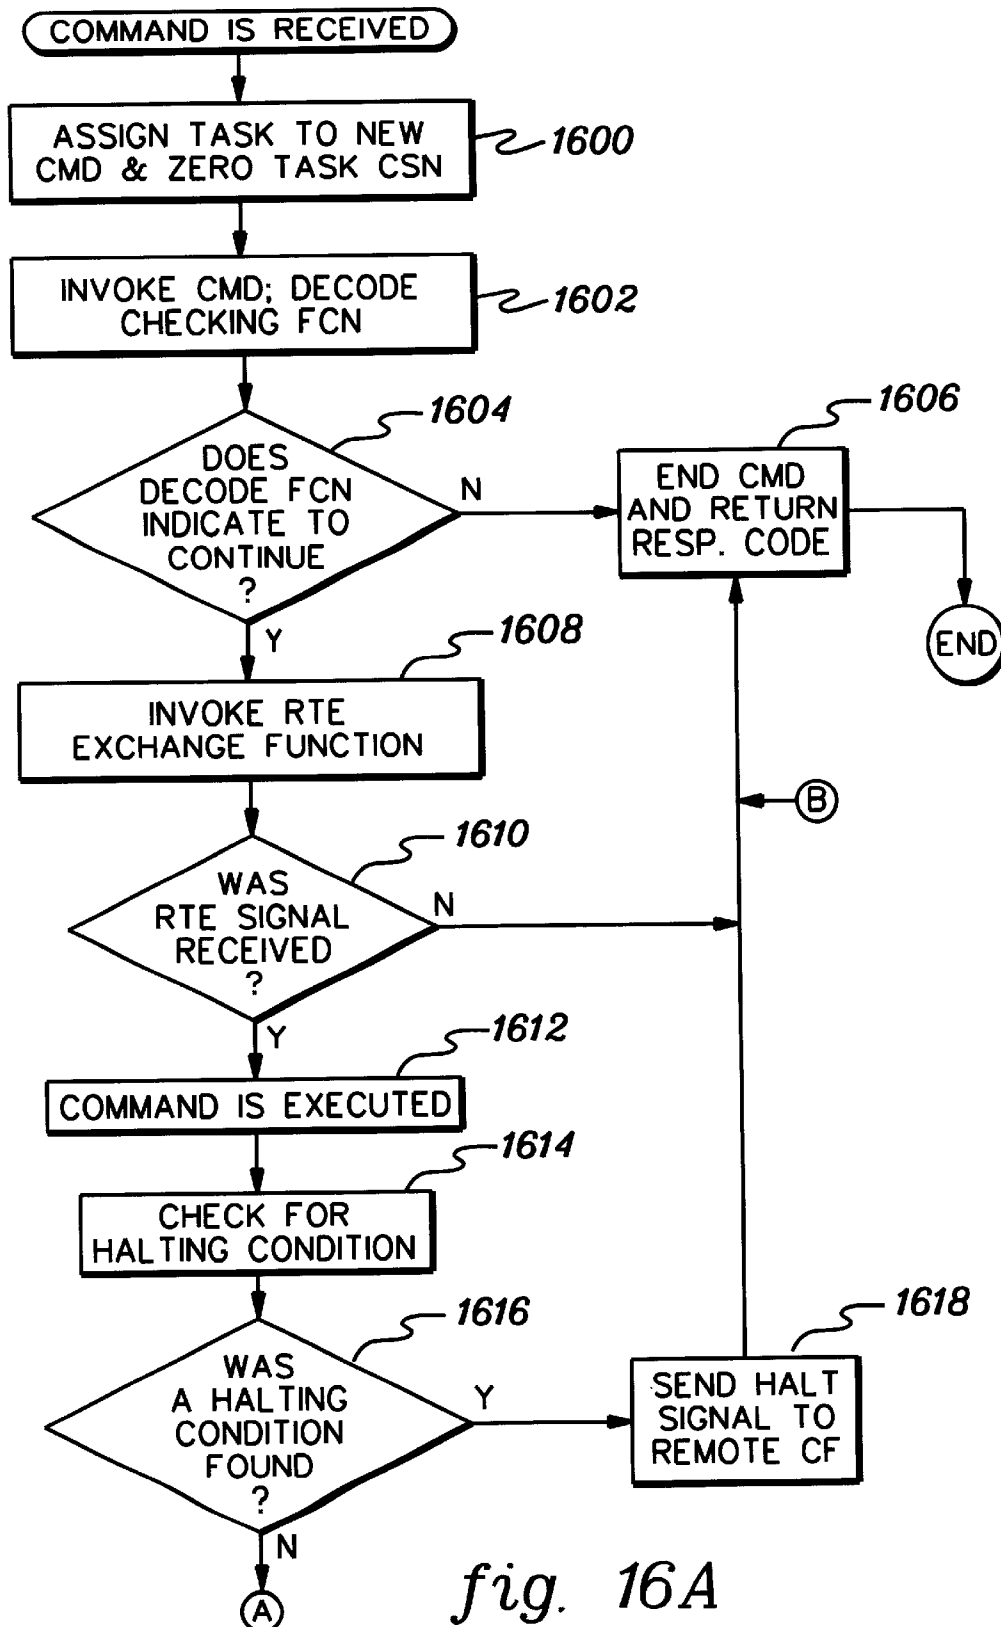 COMMAND IS RECEIVED
ASSIGN TASK TO NEW
CMD & ZERO TASK CSN
1600
INVOKE CMD; DECODE
CHECKING FCN
1602
DOES
DECODE FCN
INDICATE TO
CONTINUE
?
1604
N
Y
END CMD
AND RETURN
RESP. CODE
1606
END
INVOKE RTE
EXCHANGE FUNCTION
1608
B
WAS
RTE SIGNAL
RECEIVED
?
1610
N
Y
COMMAND IS EXECUTED
1612
CHECK FOR
HALTING CONDITION
1614
WAS
A HALTING
CONDITION
FOUND
?
1616
Y
N
SEND HALT
SIGNAL TO
REMOTE CF
1618
A
fig. 16A